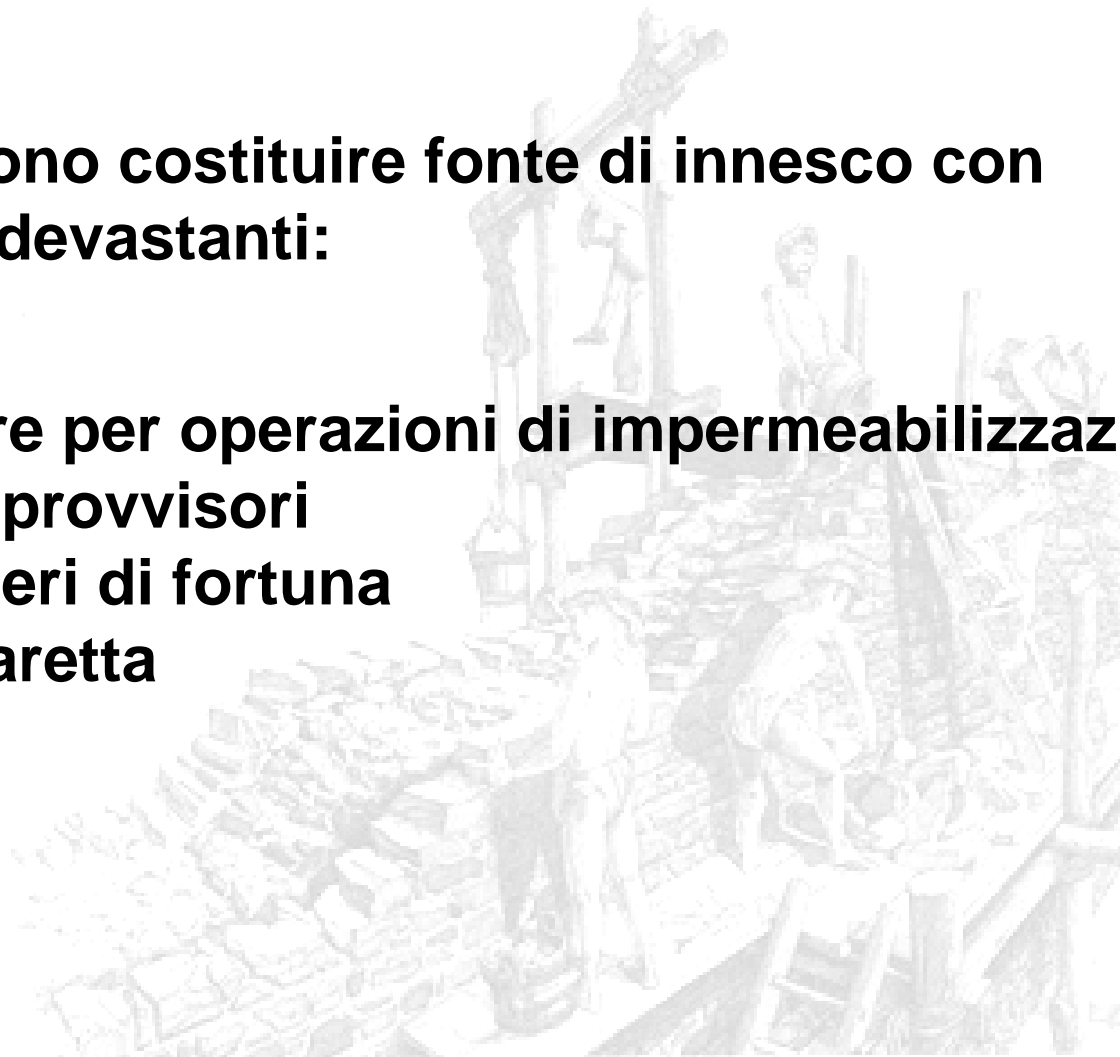 ono costituire fonte di innesco con
devastanti:
re per operazioni di impermeabilizzaz
provvisori
eri di fortuna
aretta